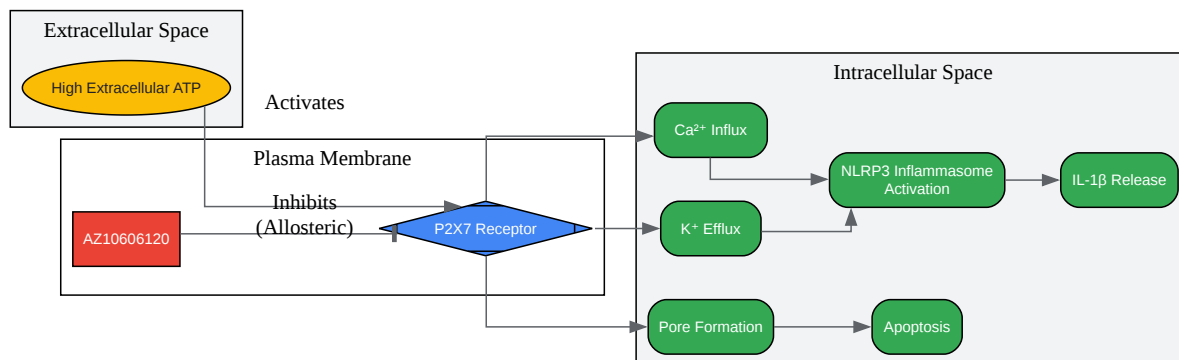 Extracellular Space
High Extracellular ATP
Activates
Plasma Membrane
Inhibits
(Allosteric)
AZ10606120
P2X7 Receptor
Intracellular Space
Ca²⁺ Influx
NLRP3 Inflammasome
Activation
IL-1β Release
K⁺ Efflux
Pore Formation
Apoptosis